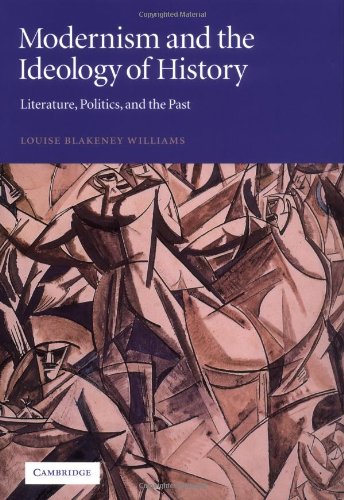 Modernism and the
Ideology of History
Literature, Politics, and the Past
LOUISE BLAKENEY WILLIAMS
CAMBRIDGE